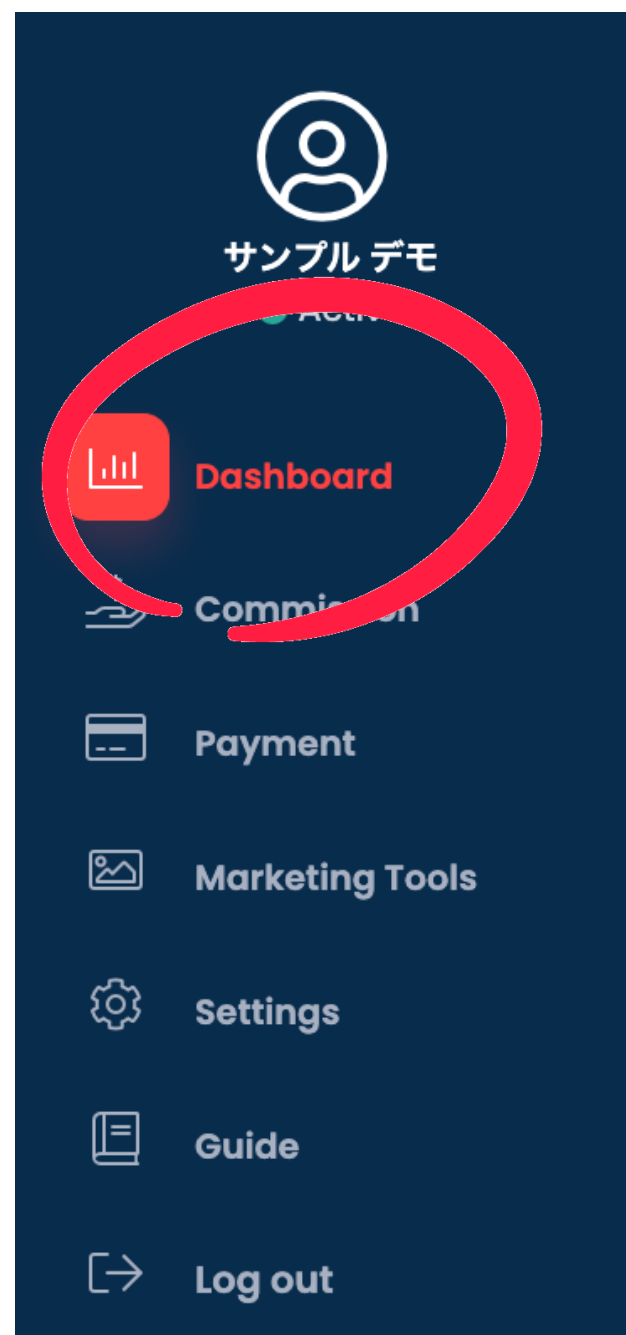 サンプル デモ
Dashboard
Payment
Marketing Tools
Settings
Guide
Log out